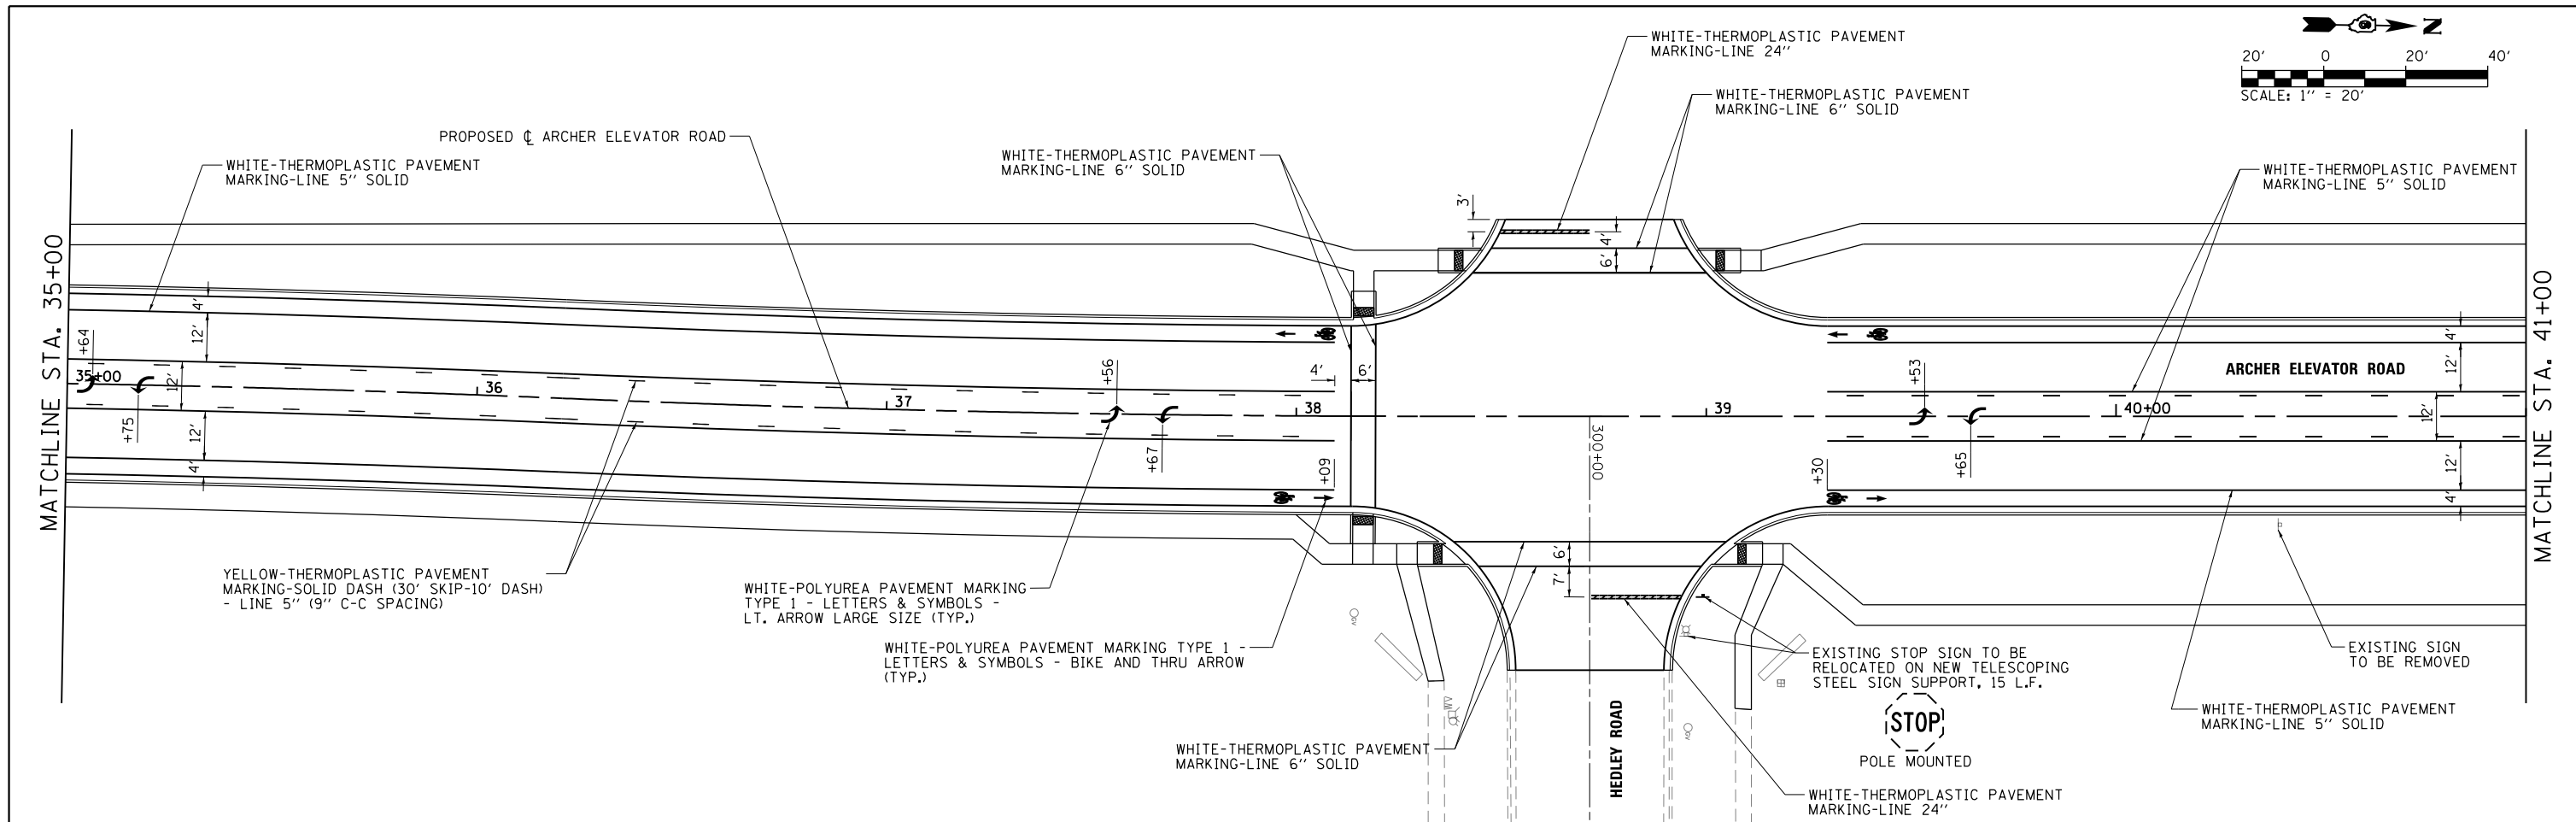 N
20' 0 20' 40'
SCALE: 1" = 20'
WHITE-THERMOPLASTIC PAVEMENT
MARKING-LINE 24"
WHITE-THERMOPLASTIC PAVEMENT
MARKING-LINE 6" SOLID
PROPOSED ℄ ARCHER ELEVATOR ROAD
WHITE-THERMOPLASTIC PAVEMENT
MARKING-LINE 5" SOLID
WHITE-THERMOPLASTIC PAVEMENT
MARKING-LINE 6" SOLID
WHITE-THERMOPLASTIC PAVEMENT
MARKING-LINE 5" SOLID
3'
4'
6'
MATCHLINE STA. 35+00
4'
12'
12'
12'
4'
+64
35+00
+75
36
37
+56
+67
38
4'
6'
+09
300+00
39
+30
+53
+65
40+00
ARCHER ELEVATOR ROAD
4'
12'
12'
12'
4'
MATCHLINE STA. 41+00
6'
7'
YELLOW-THERMOPLASTIC PAVEMENT
MARKING-SOLID DASH (30' SKIP-10' DASH)
- LINE 5" (9" C-C SPACING)
WHITE-POLYUREA PAVEMENT MARKING
TYPE 1 - LETTERS & SYMBOLS -
LT. ARROW LARGE SIZE (TYP.)
WHITE-POLYUREA PAVEMENT MARKING TYPE 1 -
LETTERS & SYMBOLS - BIKE AND THRU ARROW
(TYP.)
GV
WV
GV
WHITE-THERMOPLASTIC PAVEMENT
MARKING-LINE 6" SOLID
HEDLEY ROAD
EXISTING STOP SIGN TO BE
RELOCATED ON NEW TELESCOPING
STEEL SIGN SUPPORT, 15 L.F.
STOP
POLE MOUNTED
EXISTING SIGN
TO BE REMOVED
WHITE-THERMOPLASTIC PAVEMENT
MARKING-LINE 5" SOLID
WHITE-THERMOPLASTIC PAVEMENT
MARKING-LINE 24"